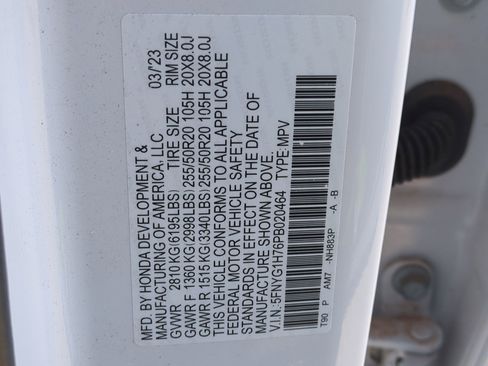 MFD. BY HONDA DEVELOPMENT & 03/'23
MANUFACTURING OF AMERICA, LLC
GVWR 2810 KG(6195LBS) TIRE SIZE RIM SIZE
GAWR F 1360 KG(2998LBS)255/50R20 105H 20X8.0J
GAWR R 1515 KG(3340LBS)255/50R20 105H 20X8.0J
THIS VEHICLE CONFORMS TO ALL APPLICABLE
FEDERAL MOTOR VEHICLE SAFETY
STANDARDS IN EFFECT ON THE DATE OF
MANUFACTURE SHOWN ABOVE.
V.I.N.:5FNYG1H76PB020464 TYPE:MPV
T90 P AM7 -NH883P -A -B